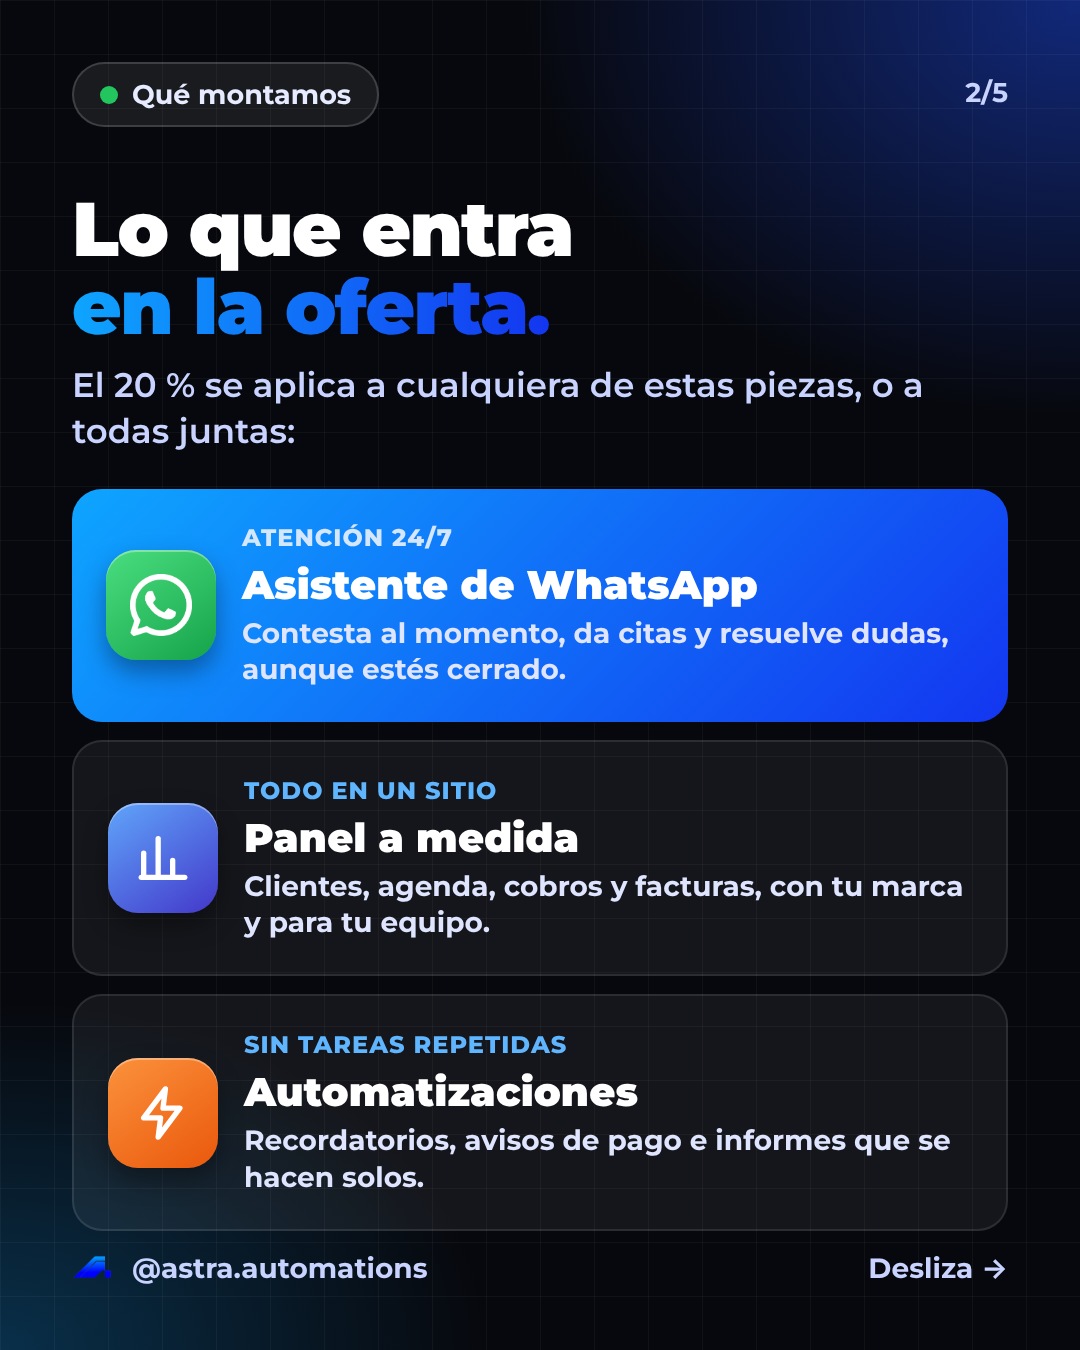 Qué montamos
2/5
Lo que entra
en la oferta.
El 20 % se aplica a cualquiera de estas piezas, o a
todas juntas:
ATENCIÓN 24/7
Asistente de WhatsApp
Contesta al momento, da citas y resuelve dudas,
aunque estés cerrado.
TODO EN UN SITIO
Panel a medida
Clientes, agenda, cobros y facturas, con tu marca
y para tu equipo.
SIN TAREAS REPETIDAS
Automatizaciones
Recordatorios, avisos de pago e informes que se
hacen solos.
@astra.automations
Desliza →